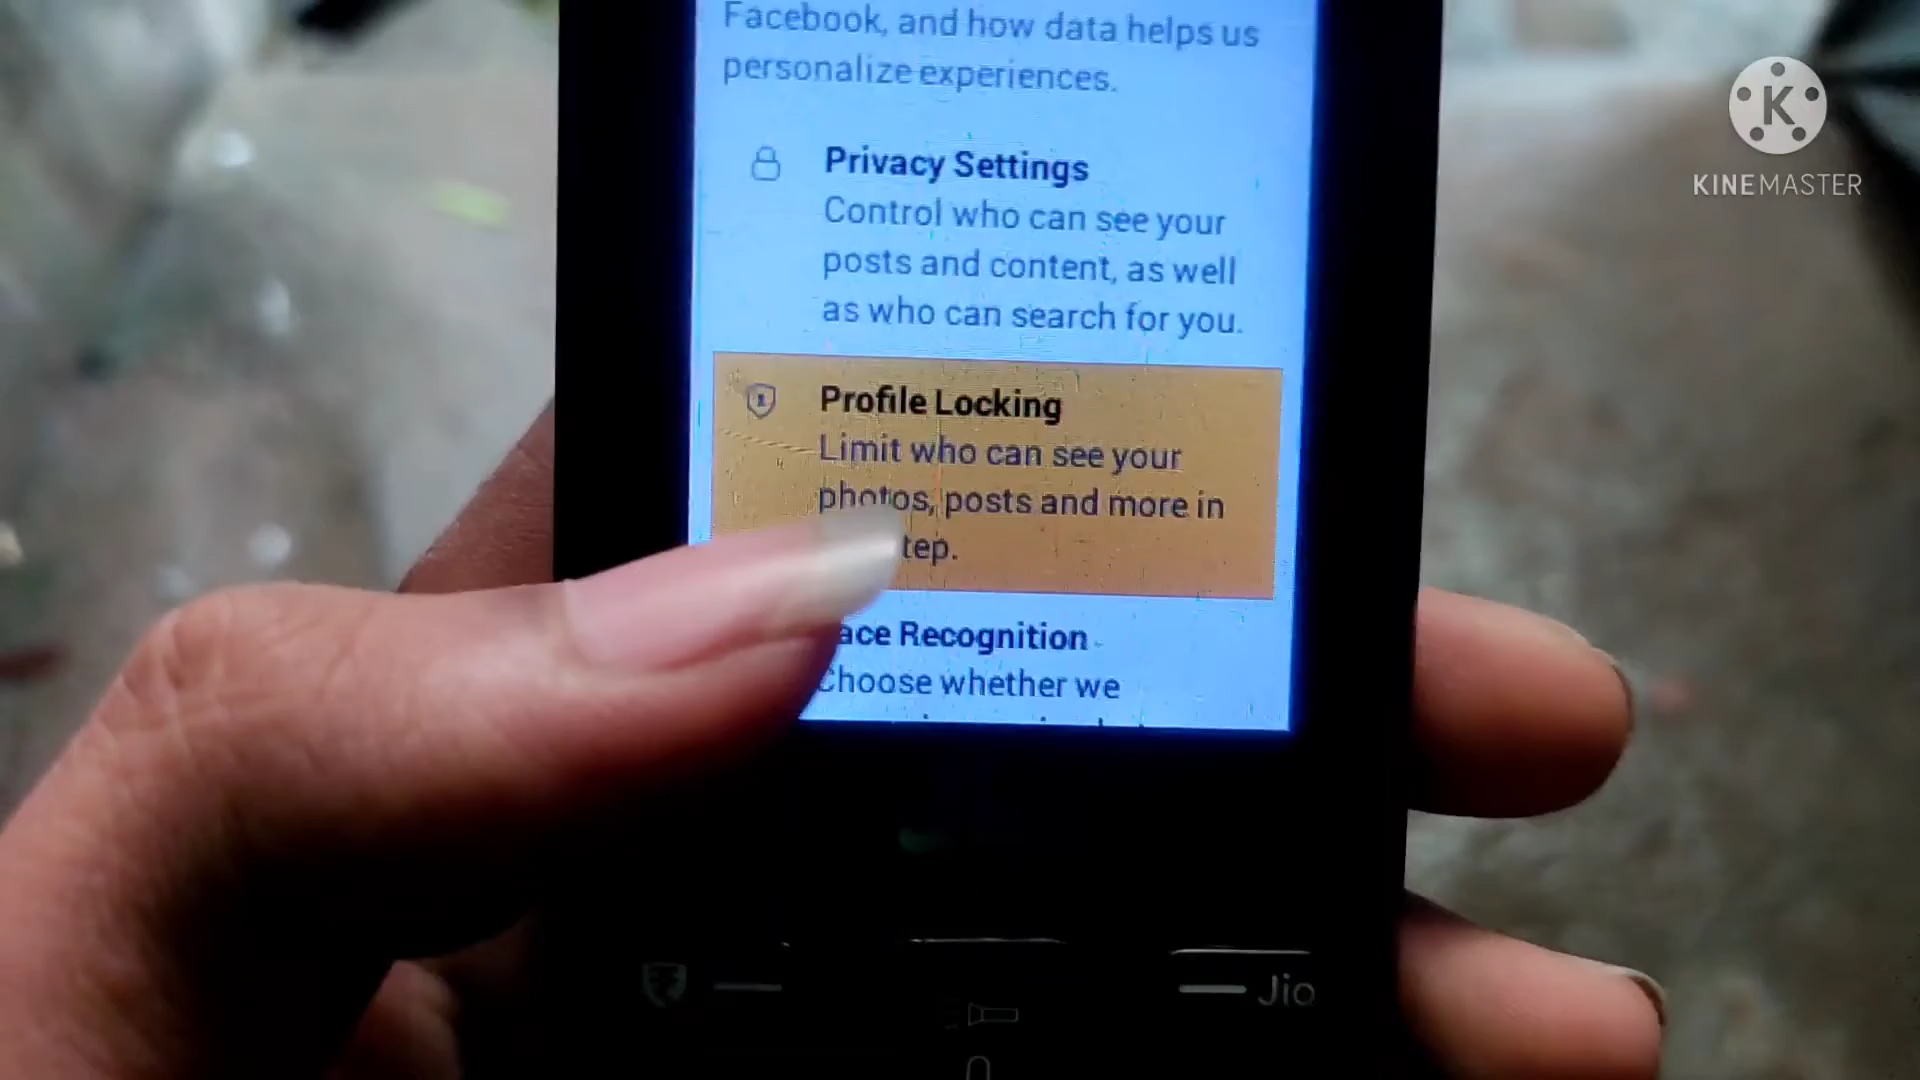 Facebook, and how data helps us
personalize experiences.
Privacy Settings
Control who can see your
posts and content, as well
as who can search for you.
Profile Locking
Limit who can see your
photos, posts and more in
tep.
ace Recognition
Choose whether we
Jio
K
KINEMASTER